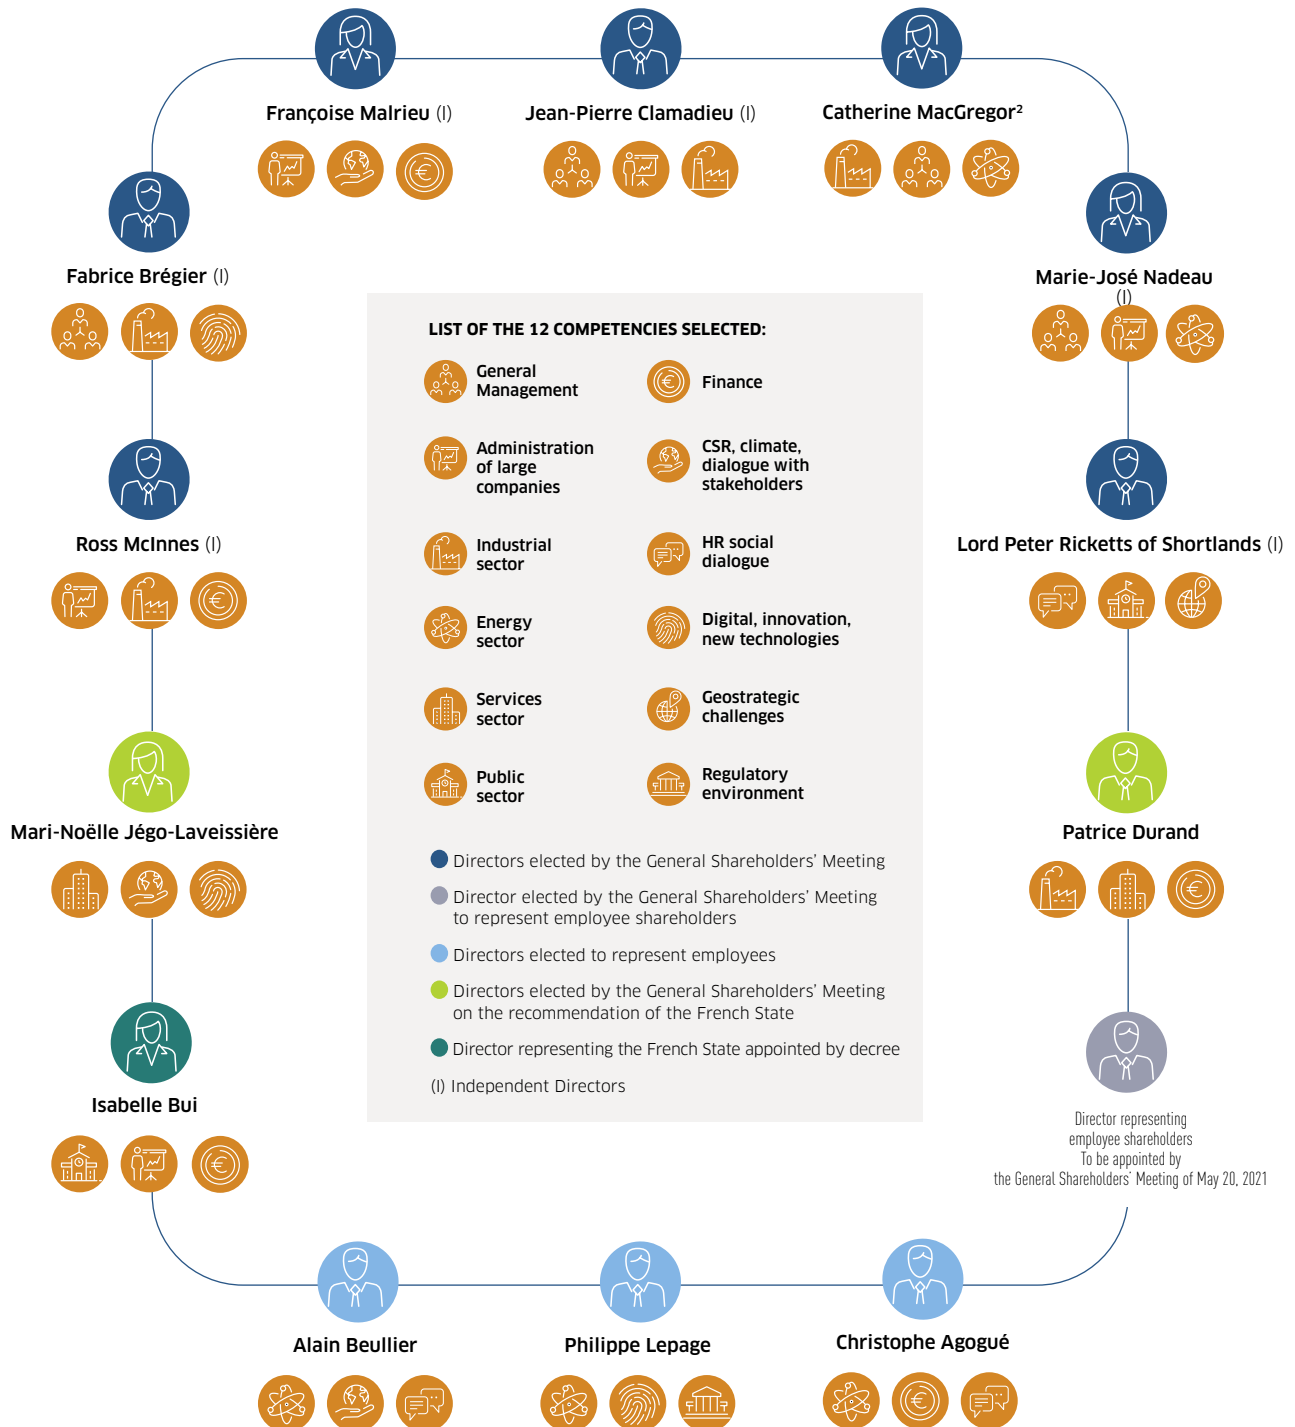 Françoise Malrieu (I)
Jean-Pierre Clamadieu (I)
Catherine MacGregor²
Fabrice Brégier (I)
Marie-José Nadeau
(I)
LIST OF THE 12 COMPETENCIES SELECTED:
General
Management
Finance
Administration
of large
companies
CSR, climate,
dialogue with
stakeholders
Industrial
sector
HR social
dialogue
Energy
sector
Digital, innovation,
new technologies
Services
sector
Geostrategic
challenges
Public
sector
Regulatory
environment
Directors elected by the General Shareholders' Meeting
Director elected by the General Shareholders' Meeting
to represent employee shareholders
Directors elected to represent employees
Directors elected by the General Shareholders' Meeting
on the recommendation of the French State
Director representing the French State appointed by decree
(I) Independent Directors
Ross McInnes (I)
Lord Peter Ricketts of Shortlands (I)
Mari-Noëlle Jégo-Laveissière
Patrice Durand
Isabelle Bui
Director representing
employee shareholders
To be appointed by
the General Shareholders' Meeting of May 20, 2021
Alain Beullier
Philippe Lepage
Christophe Agogué